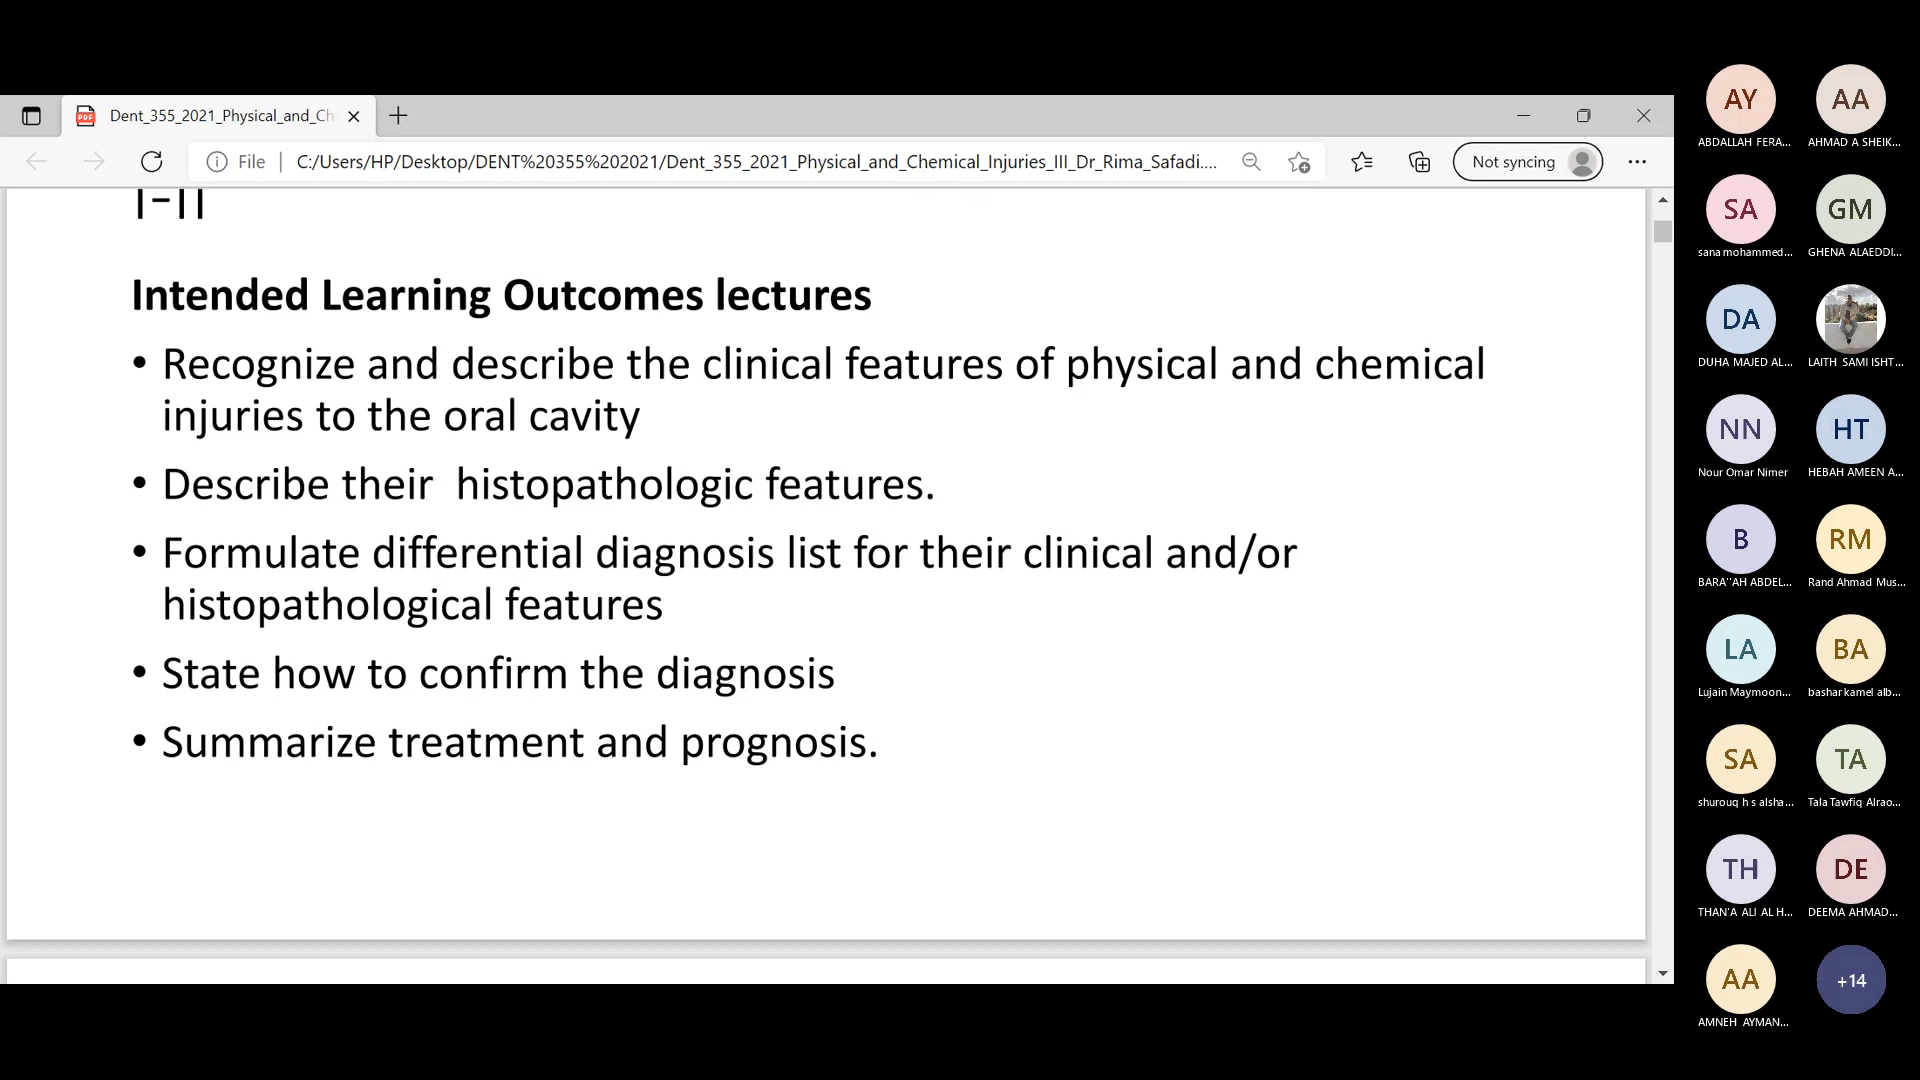 Dent_355_2021_Physical_and_Ch
File
C:/Users/HP/Desktop/DENT%20355%202021/Dent_355_2021_Physical_and_Chemical_Injuries_III_Dr_Rima_Safadi....
Not syncing
Intended Learning Outcomes lectures
• Recognize and describe the clinical features of physical and chemical
injuries to the oral cavity
• Describe their histopathologic features.
• Formulate differential diagnosis list for their clinical and/or
histopathological features
• State how to confirm the diagnosis
• Summarize treatment and prognosis.
AY
ABDALLAH FERA...
AA
AHMAD A SHEIK...
SA
sana mohammed...
GM
GHENA ALAEDDI...
DA
DUHA MAJED AL...
LAITH SAMI ISHT...
NN
Nour Omar Nimer
HT
HEBAH AMEEN A...
B
BARA''AH ABDEL...
RM
Rand Ahmad Mus...
LA
Lujain Maymoon...
BA
bashar kamel alb...
SA
shurouq h s alsha...
TA
Tala Tawfiq Alrao...
TH
THAN'A ALI AL H...
DE
DEEMA AHMAD...
AA
AMNEH AYMAN...
+14